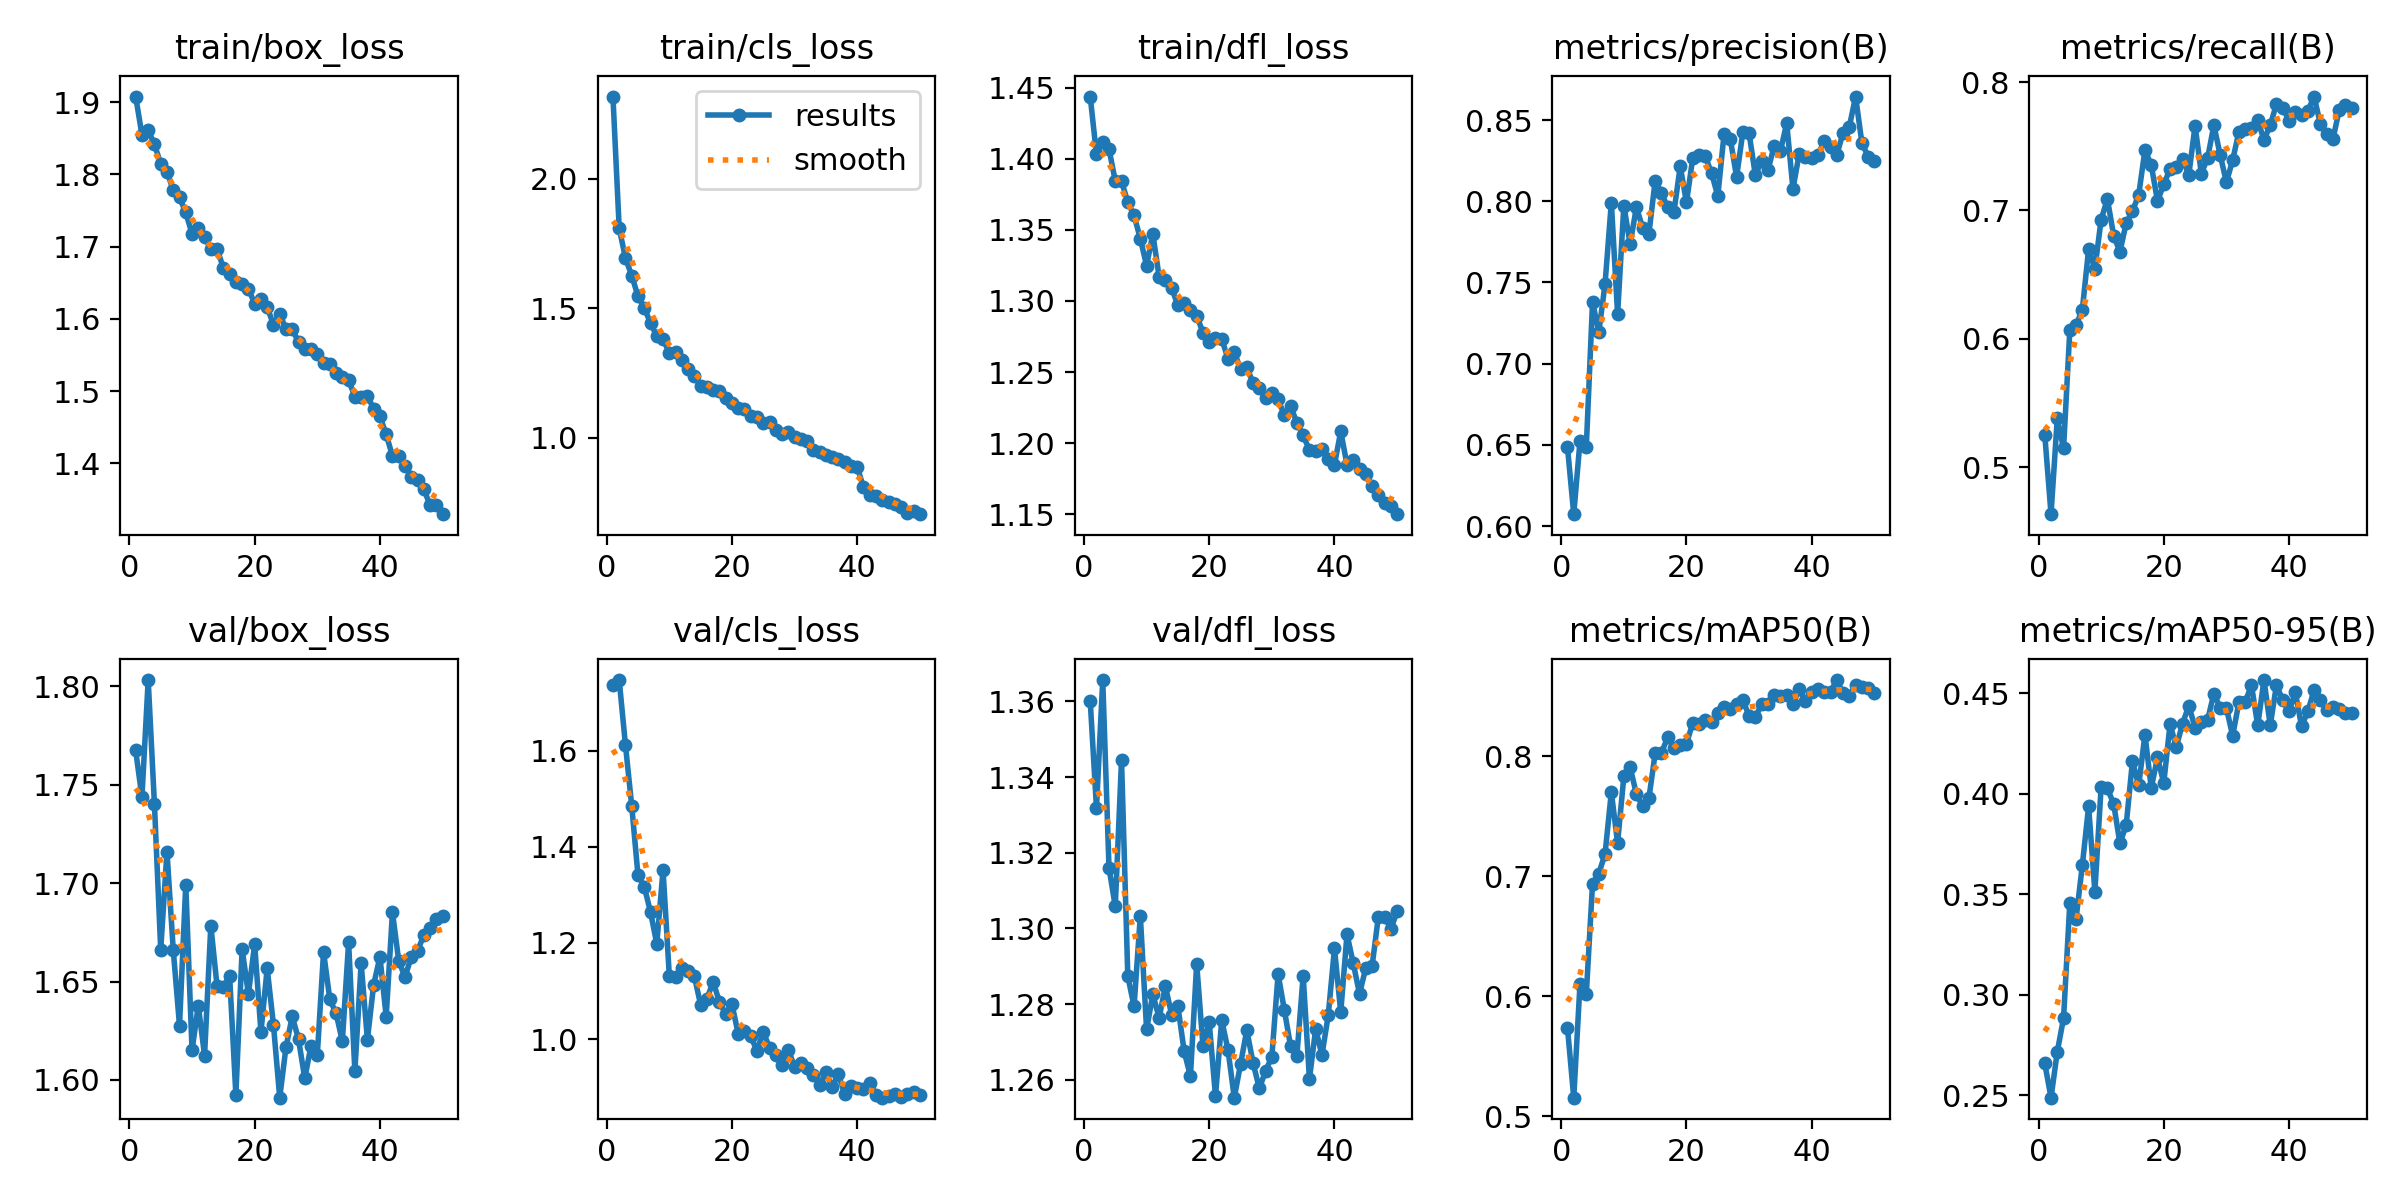 train/box_loss
1.9
1.8
1.7
1.6
1.5
1.4
0 20 40
train/cls_loss
results
smooth
2.0
1.5
1.0
0 20 40
train/dfl_loss
1.45
1.40
1.35
1.30
1.25
1.20
1.15
0 20 40
metrics/precision(B)
0.85
0.80
0.75
0.70
0.65
0.60
0 20 40
metrics/recall(B)
0.8
0.7
0.6
0.5
0 20 40
val/box_loss
1.80
1.75
1.70
1.65
1.60
0 20 40
val/cls_loss
1.6
1.4
1.2
1.0
0 20 40
val/dfl_loss
1.36
1.34
1.32
1.30
1.28
1.26
0 20 40
metrics/mAP50(B)
0.8
0.7
0.6
0.5
0 20 40
metrics/mAP50-95(B)
0.45
0.40
0.35
0.30
0.25
0 20 40